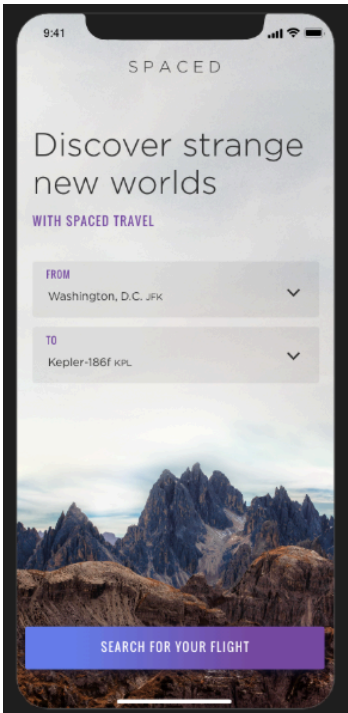 9:41
SPACED
Discover strange
new worlds
WITH SPACED TRAVEL
FROM
Washington, D.C. JFK
TO
Kepler-186f KPL
SEARCH FOR YOUR FLIGHT